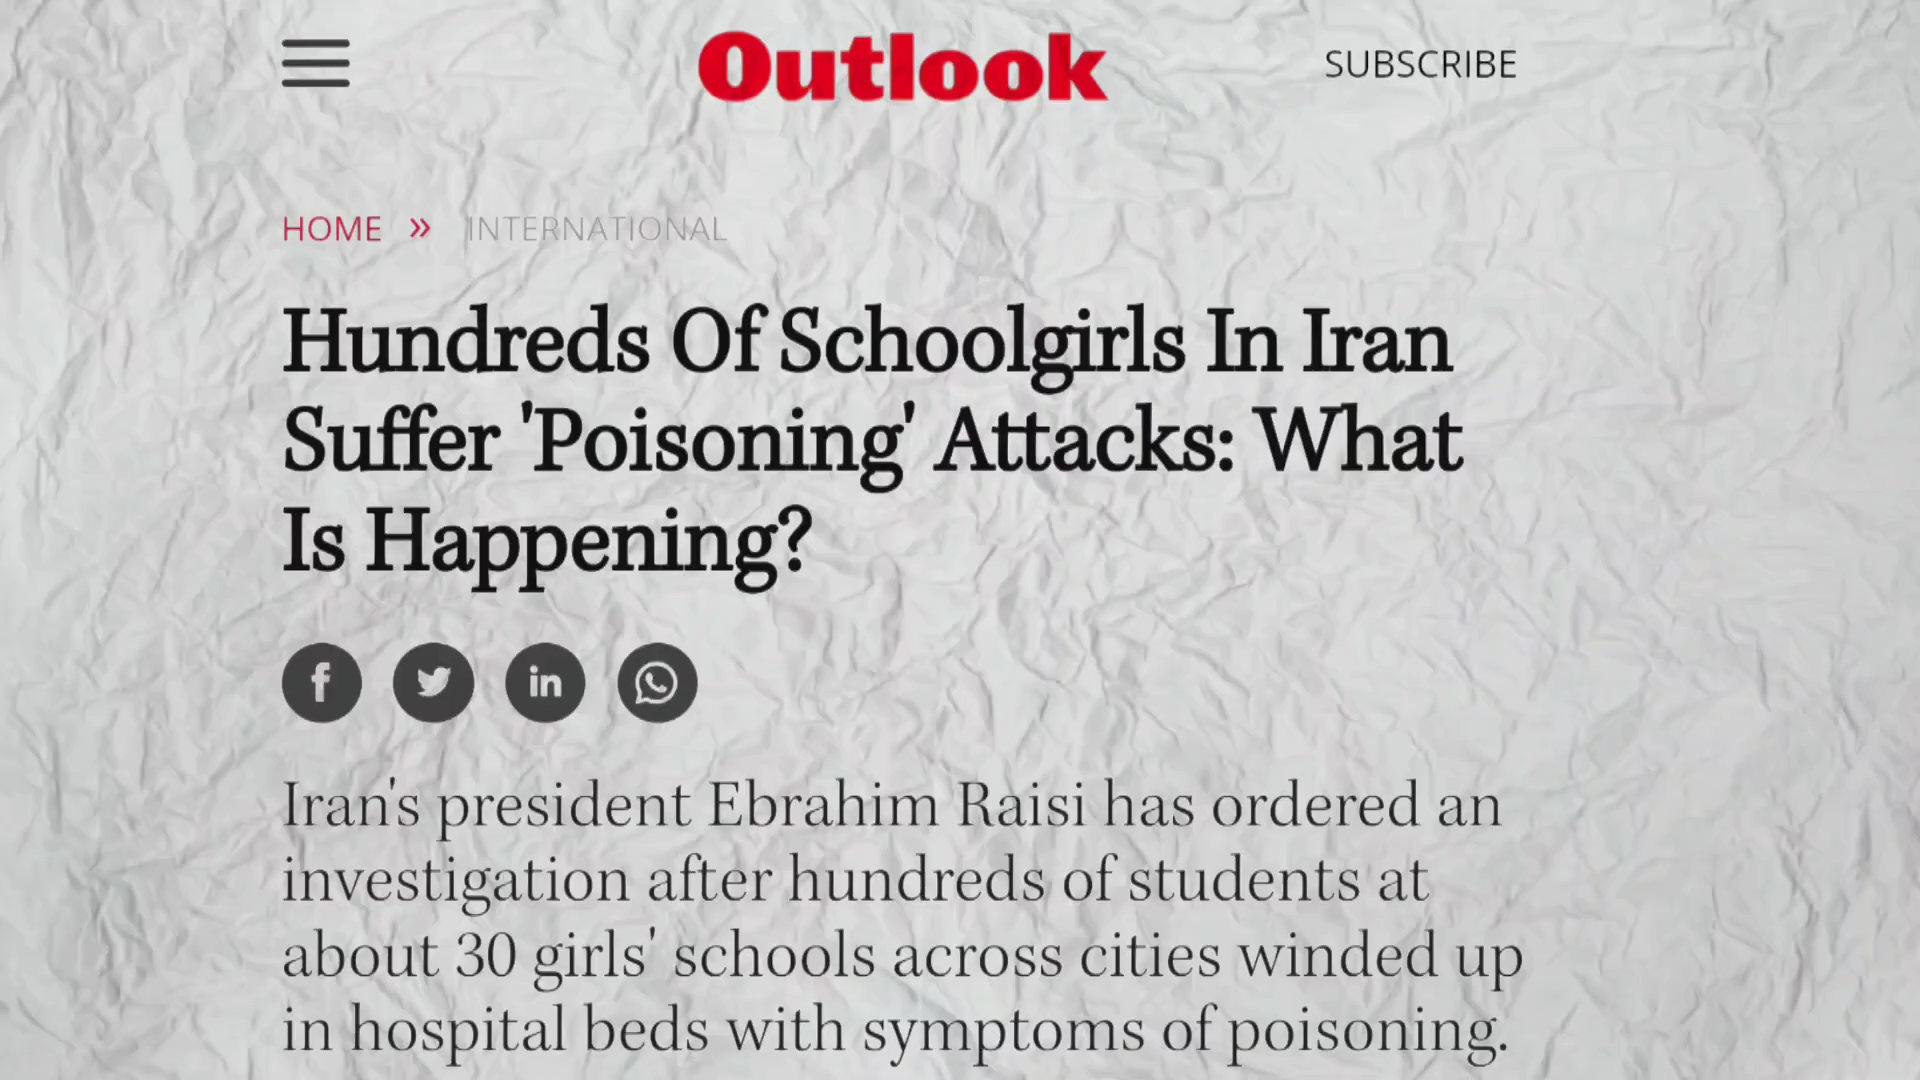 Outlook
SUBSCRIBE
HOME » INTERNATIONAL
Hundreds Of Schoolgirls In Iran
Suffer 'Poisoning' Attacks: What
Is Happening?
Iran's president Ebrahim Raisi has ordered an
investigation after hundreds of students at
about 30 girls' schools across cities winded up
in hospital beds with symptoms of poisoning.